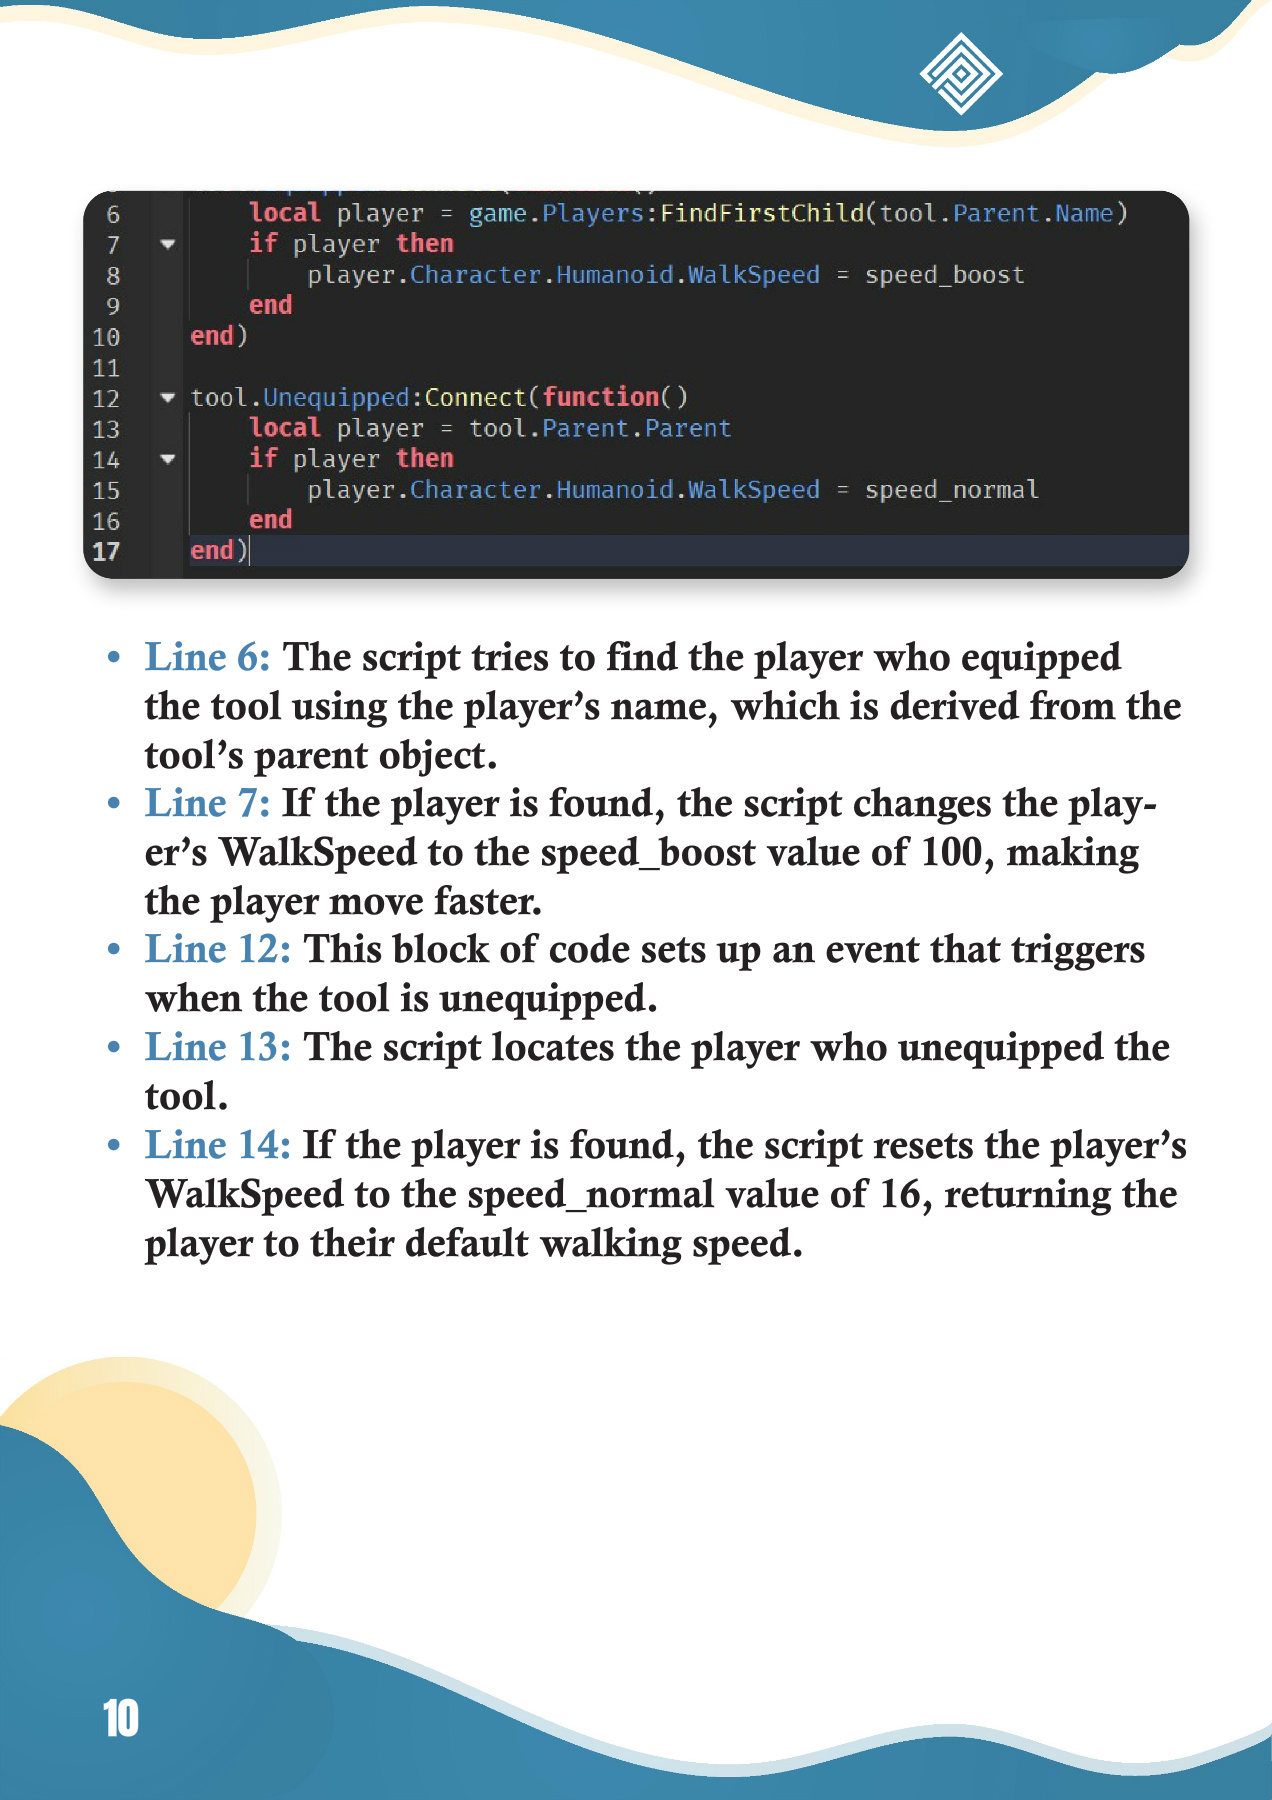 6 local player = game.Players:FindFirstChild(tool.Parent.Name)
7 if player then
8 player.Character.Humanoid.WalkSpeed = speed_boost
9 end
10 end)
11
12 tool.Unequipped:Connect(function()
13 local player = tool.Parent.Parent
14 if player then
15 player.Character.Humanoid.WalkSpeed = speed_normal
16 end
17 end)
• Line 6: The script tries to find the player who equipped
the tool using the player’s name, which is derived from the
tool’s parent object.
• Line 7: If the player is found, the script changes the play-
er’s WalkSpeed to the speed_boost value of 100, making
the player move faster.
• Line 12: This block of code sets up an event that triggers
when the tool is unequipped.
• Line 13: The script locates the player who unequipped the
tool.
• Line 14: If the player is found, the script resets the player’s
WalkSpeed to the speed_normal value of 16, returning the
player to their default walking speed.
10